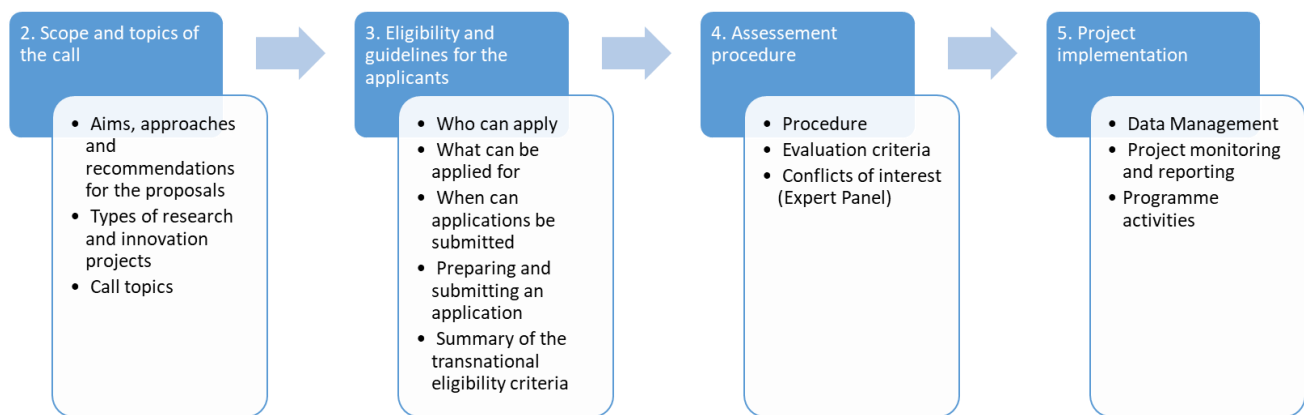 2. Scope and topics of
the call
• Aims, approaches
and
recommendations
for the proposals
• Types of research
and innovation
projects
• Call topics
3. Eligibility and
guidelines for the
applicants
• Who can apply
• What can be
applied for
• When can
applications be
submitted
• Preparing and
submitting an
application
• Summary of the
transnational
eligibility criteria
4. Assessement
procedure
• Procedure
• Evaluation criteria
• Conflicts of interest
(Expert Panel)
5. Project
implementation
• Data Management
• Project monitoring
and reporting
• Programme
activities